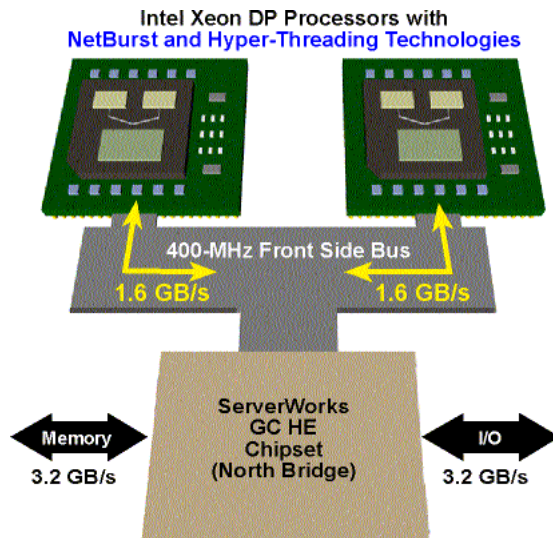 Intel Xeon DP Processors with
NetBurst and Hyper-Threading Technologies
400-MHz Front Side Bus
1.6 GB/s
1.6 GB/s
ServerWorks
GC HE
Chipset
(North Bridge)
Memory
3.2 GB/s
I/O
3.2 GB/s